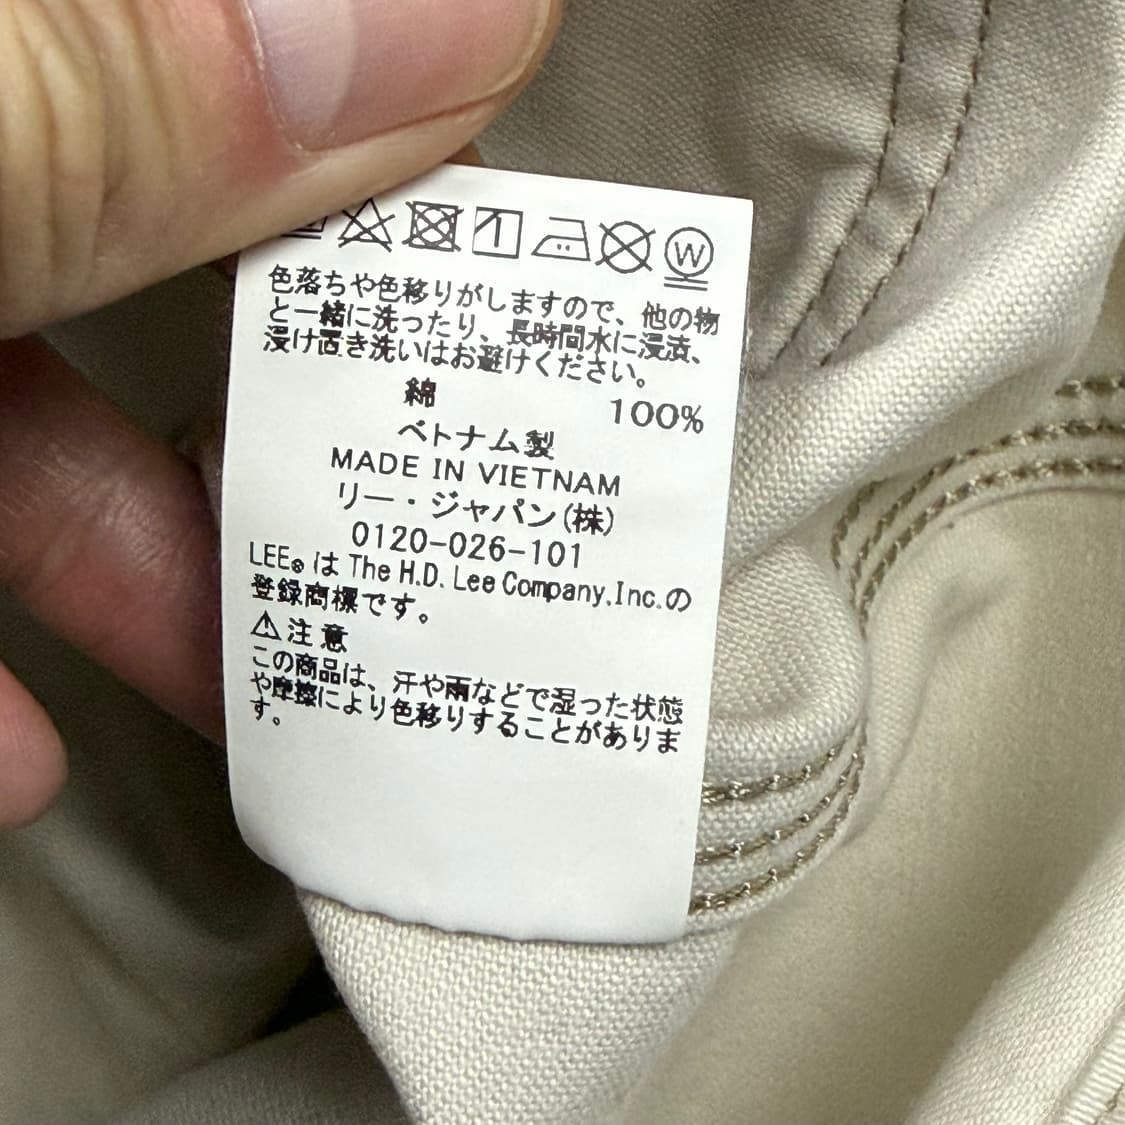 W
色落ちや色移りがしますので、他の物
と一緒に洗ったり、長時間水に浸漬、
浸け置き洗いはお避けください。
綿 100%
ベトナム製
MADE IN VIETNAM
リー・ジャパン(株)
0120-026-101
LEE®は The H.D. Lee Company,Inc.の
登録商標です。
⚠注意
この商品は、汗や雨などで湿った状態
や摩擦により色移りすることがありま
す。